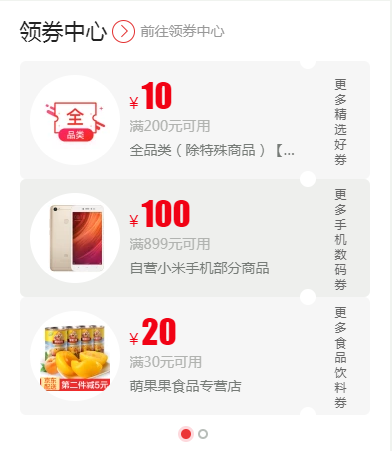 领券中心 前往领券中心
全
品类
¥10
满200元可用
全品类（除特殊商品）【...
更多精选好券
¥100
满899元可用
自营小米手机部分商品
更多手机数码券
第二件减5元
¥20
满30元可用
萌果果食品专营店
更多食品饮料券